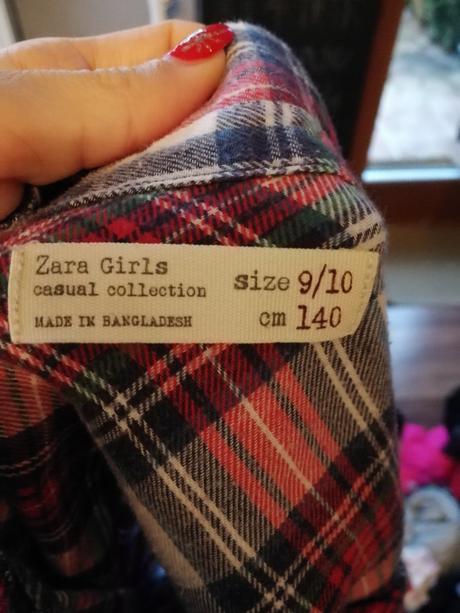 Zara Girls
casual collection
MADE IN BANGLADESH
size 9/10
cm 140